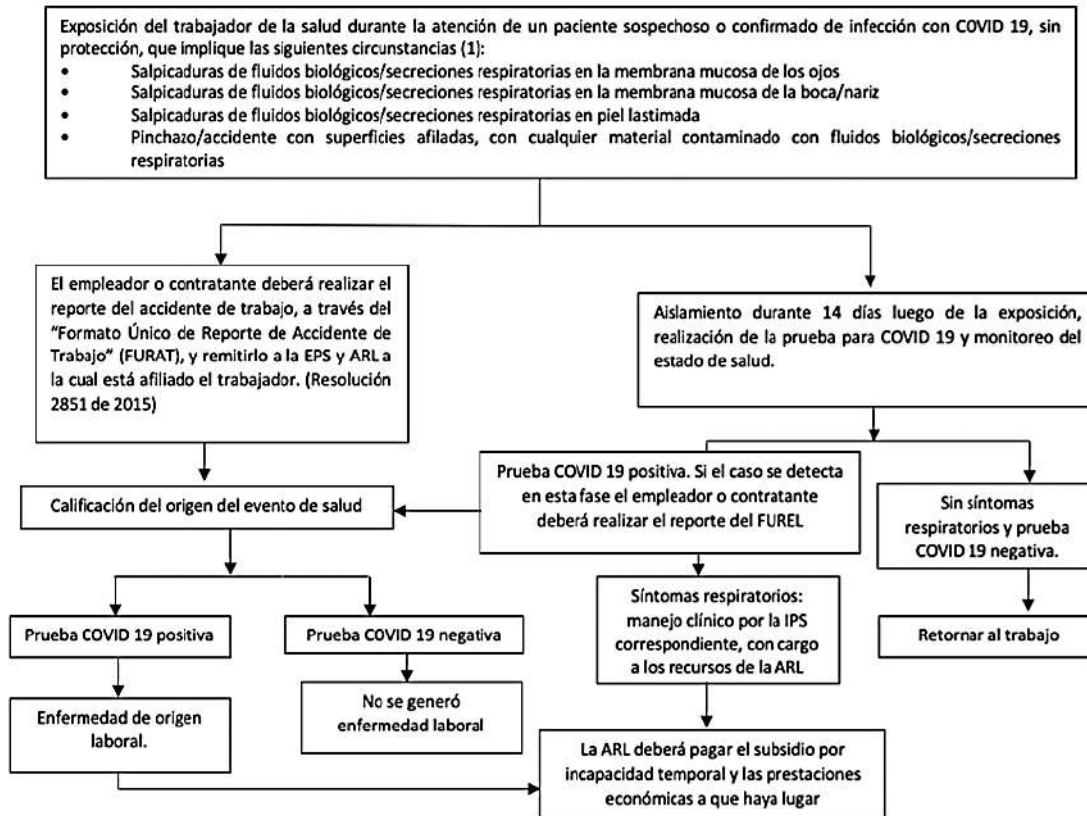 Exposición del trabajador de la salud durante la atención de un paciente sospechoso o confirmado de infección con COVID 19, sin
protección, que implique las siguientes circunstancias (1):
• Salpicaduras de fluidos biológicos/secreciones respiratorias en la membrana mucosa de los ojos
• Salpicaduras de fluidos biológicos/secreciones respiratorias en la membrana mucosa de la boca/nariz
• Salpicaduras de fluidos biológicos/secreciones respiratorias en piel lastimada
• Pinchazo/accidente con superficies afiladas, con cualquier material contaminado con fluidos biológicos/secreciones
respiratorias
El empleador o contratante deberá realizar el
reporte del accidente de trabajo, a través del
"Formato Único de Reporte de Accidente de
Trabajo" (FURAT), y remitirlo a la EPS y ARL a
la cual está afiliado el trabajador. (Resolución
2851 de 2015)
Aislamiento durante 14 días luego de la exposición,
realización de la prueba para COVID 19 y monitoreo del
estado de salud.
Calificación del origen del evento de salud
Prueba COVID 19 positiva. Si el caso se detecta
en esta fase el empleador o contratante
deberá realizar el reporte del FUREL
Sin síntomas
respiratorios y prueba
COVID 19 negativa.
Prueba COVID 19 positiva
Prueba COVID 19 negativa
Síntomas respiratorios:
manejo clínico por la IPS
correspondiente, con cargo
a los recursos de la ARL
Retornar al trabajo
Enfermedad de origen
laboral.
No se generó
enfermedad laboral
La ARL deberá pagar el subsidio por
incapacidad temporal y las prestaciones
económicas a que haya lugar